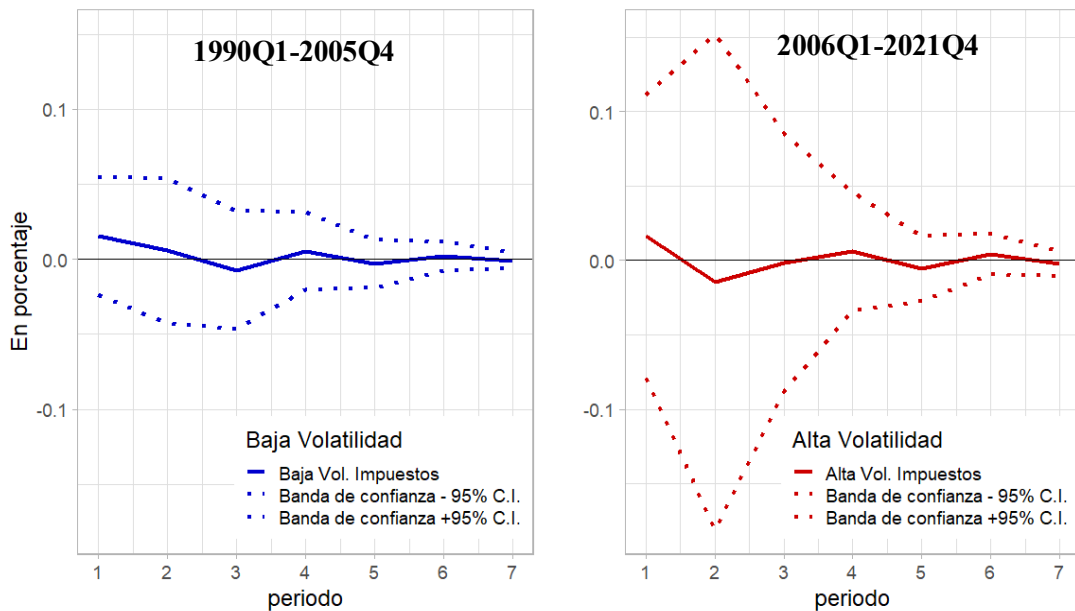 1990Q1-2005Q4
2006Q1-2021Q4
En porcentaje
0.1
0.0
-0.1
Baja Volatilidad
Baja Vol. Impuestos
Banda de confianza - 95% C.I.
Banda de confianza +95% C.I.
1 2 3 4 5 6 7
periodo
0.1
0.0
-0.1
Alta Volatilidad
Alta Vol. Impuestos
Banda de confianza - 95% C.I.
Banda de confianza +95% C.I.
1 2 3 4 5 6 7
periodo